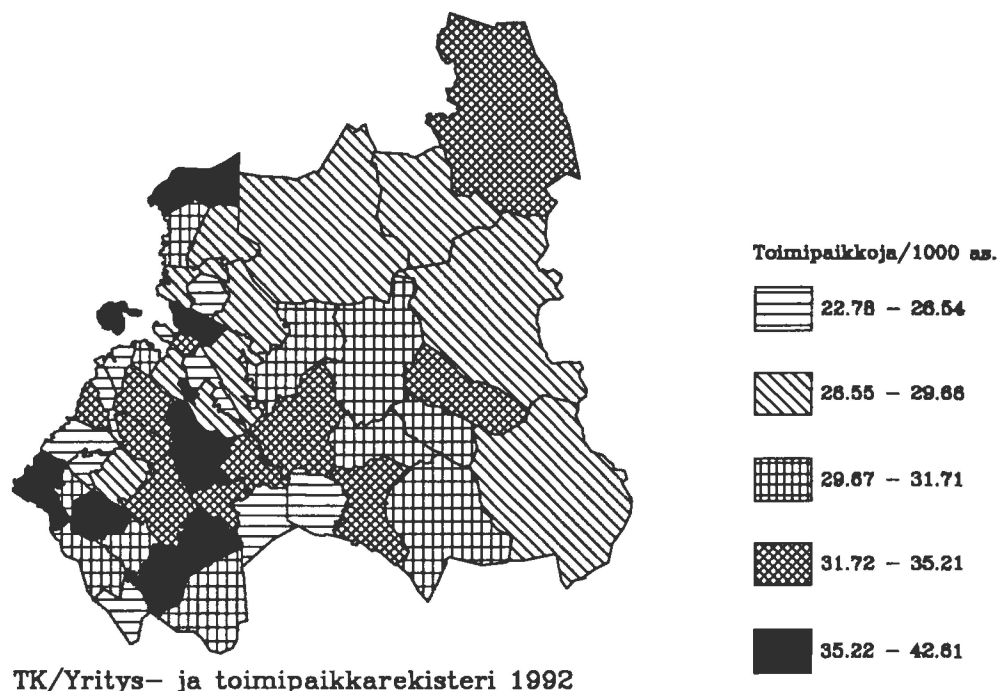 Toimipaikkoja/1000 as.
22.78 – 26.54
26.55 – 29.66
29.67 – 31.71
31.72 – 35.21
35.22 – 42.61
TK/Yritys– ja toimipaikkarekisteri 1992